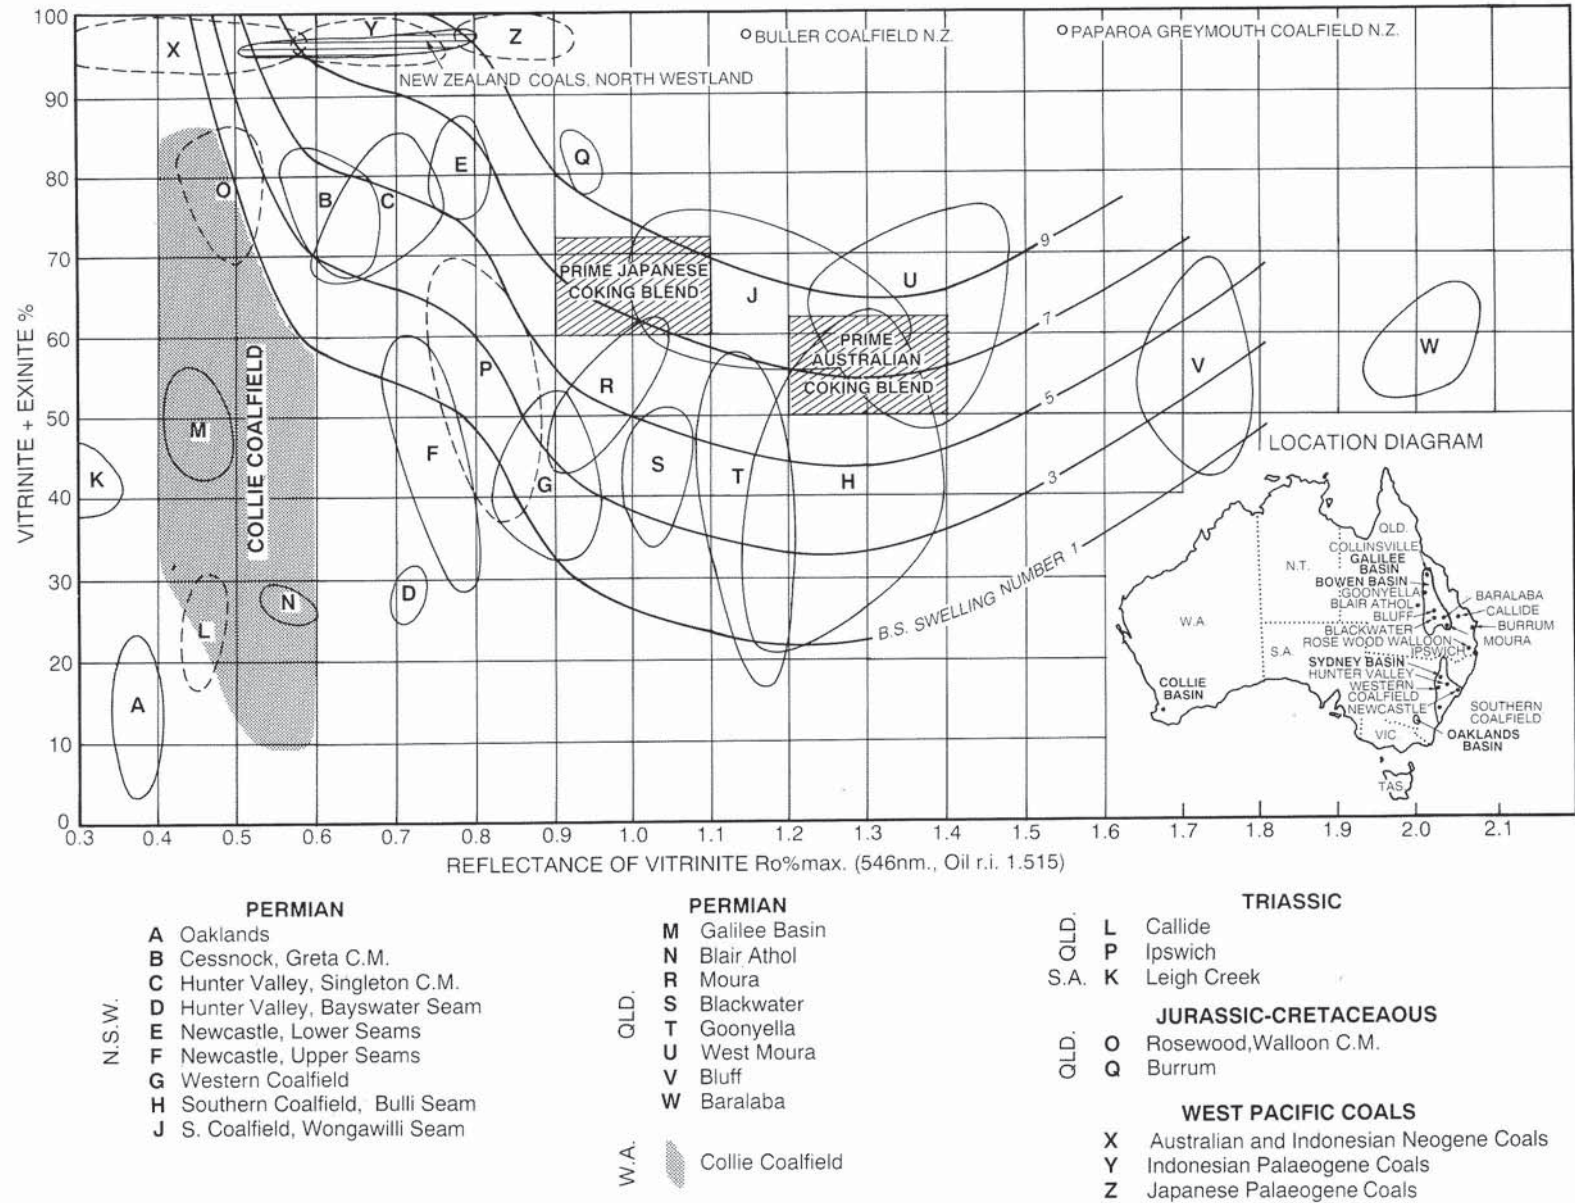 100
90
80
70
60
50
40
30
20
10
0
VITRINITE + EXINITE %
0.3 0.4 0.5 0.6 0.7 0.8 0.9 1.0 1.1 1.2 1.3 1.4 1.5 1.6 1.7 1.8 1.9 2.0 2.1
REFLECTANCE OF VITRINITE Ro%max. (546nm., Oil r.i. 1.515)
X
Y
Z
BULLER COALFIELD N.Z.
PAPAROA GREYMOUTH COALFIELD N.Z.
NEW ZEALAND COALS, NORTH WESTLAND
O
B
C
E
Q
PRIME JAPANESE
COKING BLEND
J
U
9
7
5
3
B.S. SWELLING NUMBER 1
PRIME
AUSTRALIAN
COKING BLEND
V
W
P
R
M
COLLIE COALFIELD
K
F
G
S
T
H
N
D
L
A
LOCATION DIAGRAM
QLD.
COLLINSVILLE
GALILEE
BASIN
N.T.
BOWEN BASIN
GOONYELLA
BLAIR ATHOL
BLUFF
BLACKWATER
ROSE WOOD WALLOON
IPSWICH
BARALABA
CALLIDE
BURRUM
MOURA
W.A.
S.A.
SYDNEY BASIN
HUNTER VALLEY
WESTERN
COALFIELD
NEWCASTLE
SOUTHERN
COALFIELD
OAKLANDS
BASIN
COLLIE
BASIN
VIC
TAS.
PERMIAN
N.S.W.
A Oaklands
B Cessnock, Greta C.M.
C Hunter Valley, Singleton C.M.
D Hunter Valley, Bayswater Seam
E Newcastle, Lower Seams
F Newcastle, Upper Seams
G Western Coalfield
H Southern Coalfield, Bulli Seam
J S. Coalfield, Wongawilli Seam
PERMIAN
QLD.
M Galilee Basin
N Blair Athol
R Moura
S Blackwater
T Goonyella
U West Moura
V Bluff
W Baralaba
W.A.
Collie Coalfield
TRIASSIC
QLD.
L Callide
P Ipswich
S.A. K Leigh Creek
JURASSIC-CRETACEAOUS
QLD.
O Rosewood,Walloon C.M.
Q Burrum
WEST PACIFIC COALS
X Australian and Indonesian Neogene Coals
Y Indonesian Palaeogene Coals
Z Japanese Palaeogene Coals